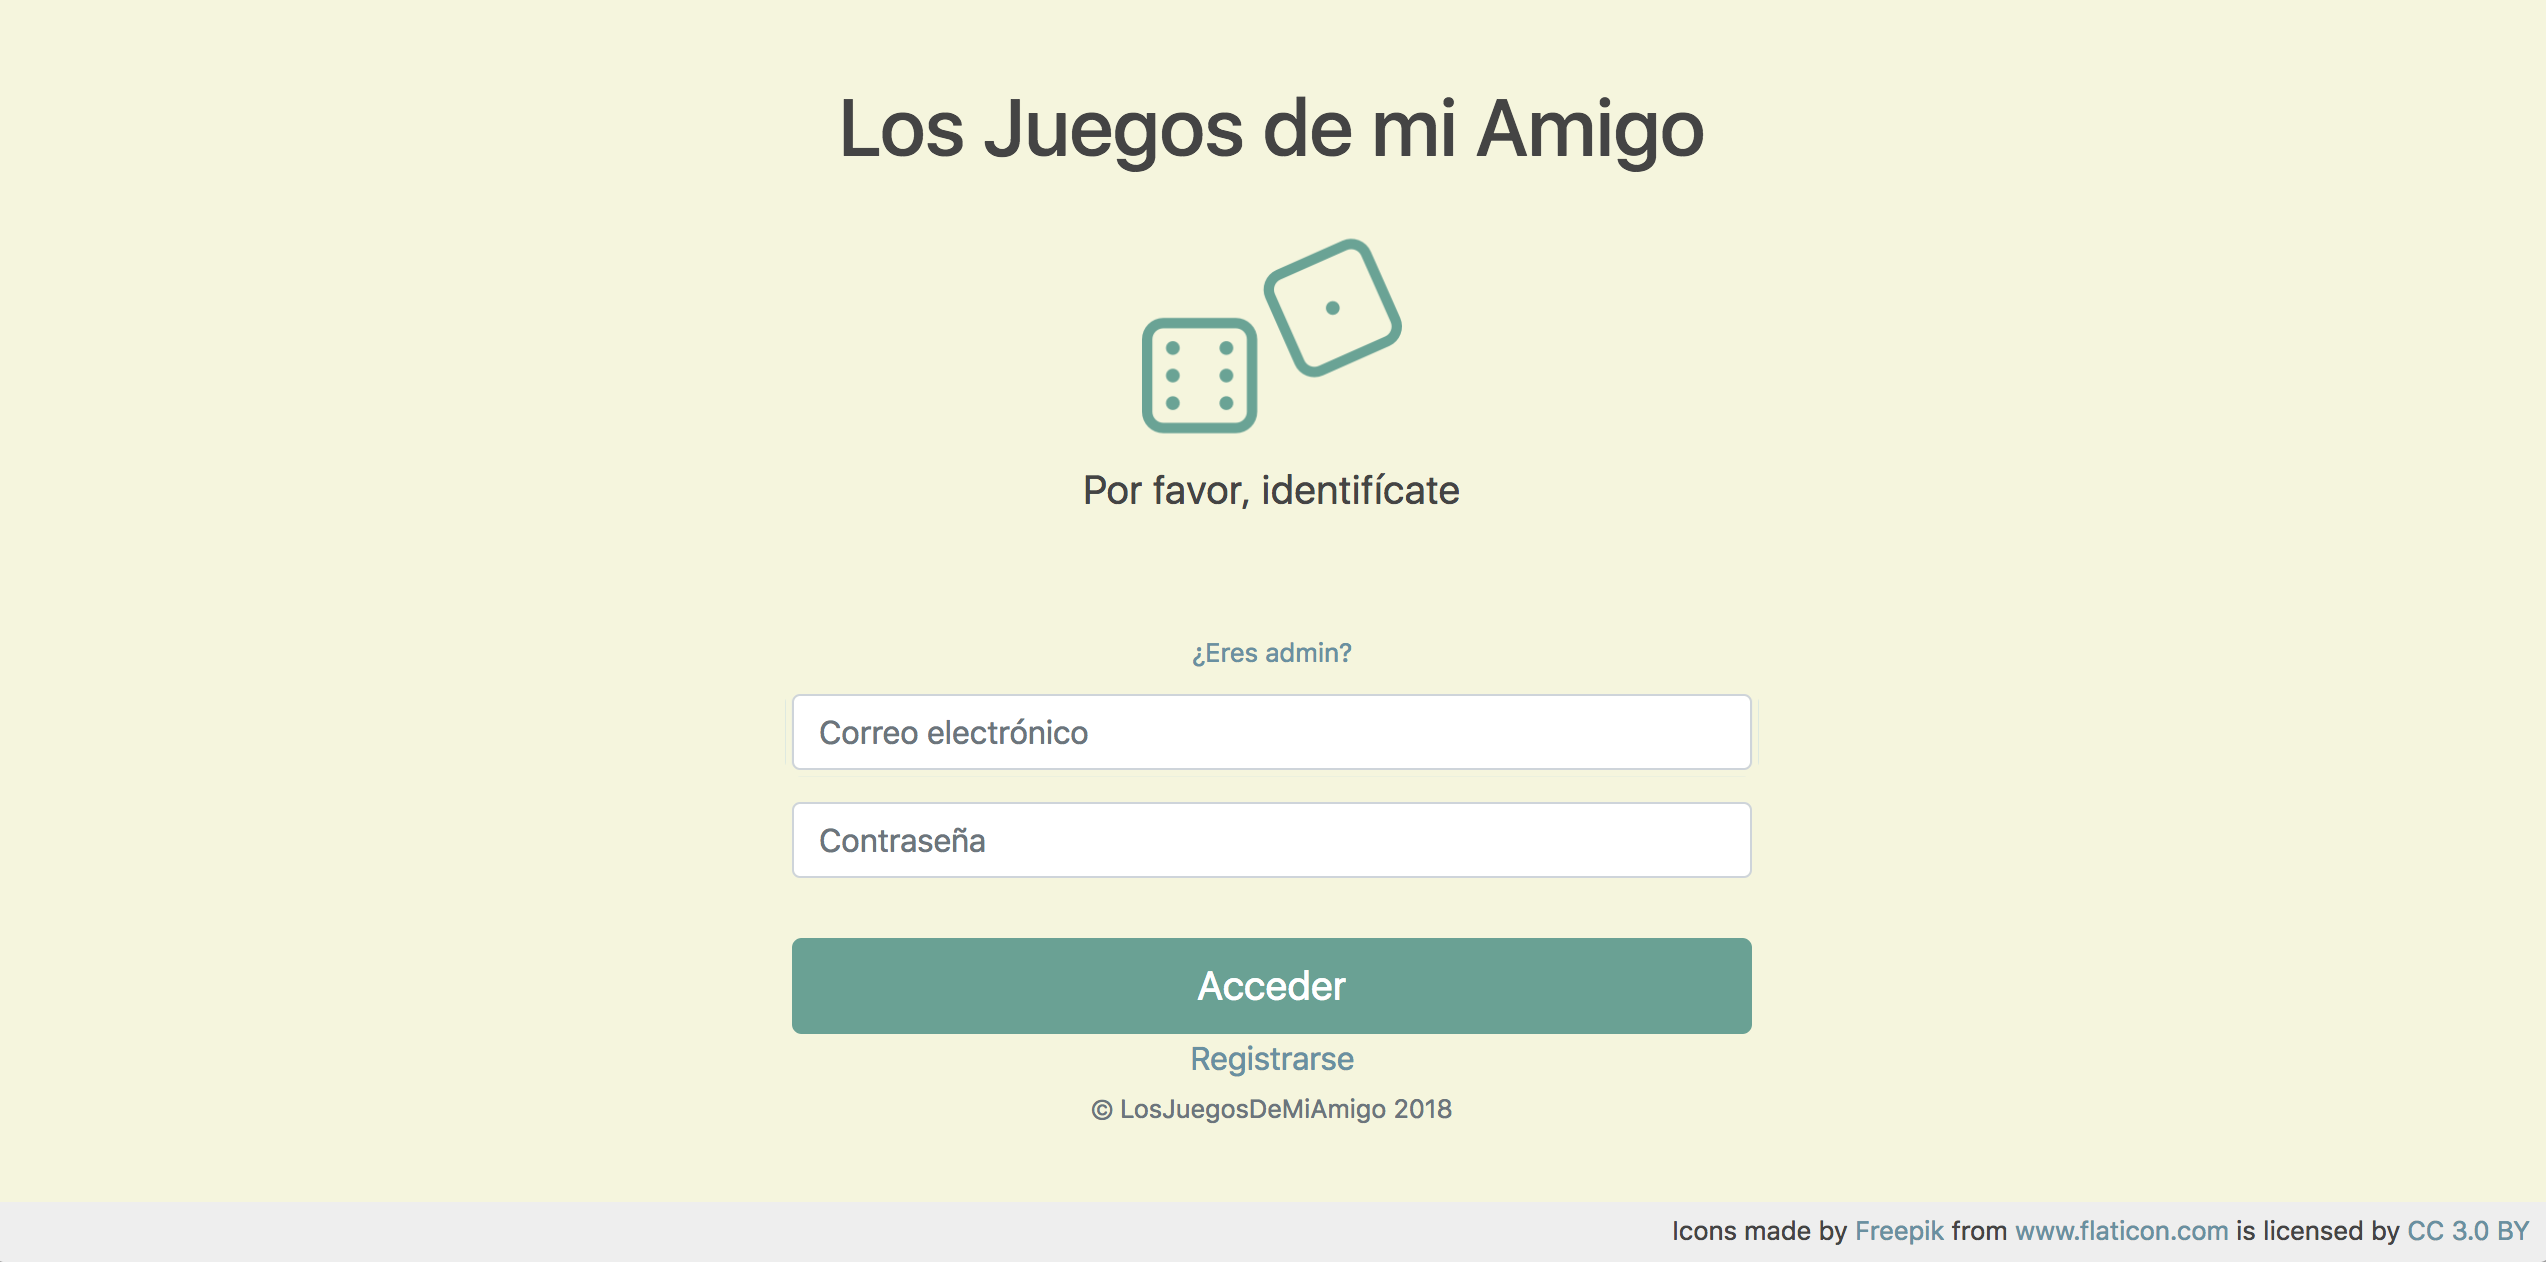 Los Juegos de mi Amigo
Por favor, identifícate
¿Eres admin?
Correo electrónico
Contraseña
Acceder
Registrarse
© LosJuegosDeMiAmigo 2018
Icons made by Freepik from www.flaticon.com is licensed by CC 3.0 BY